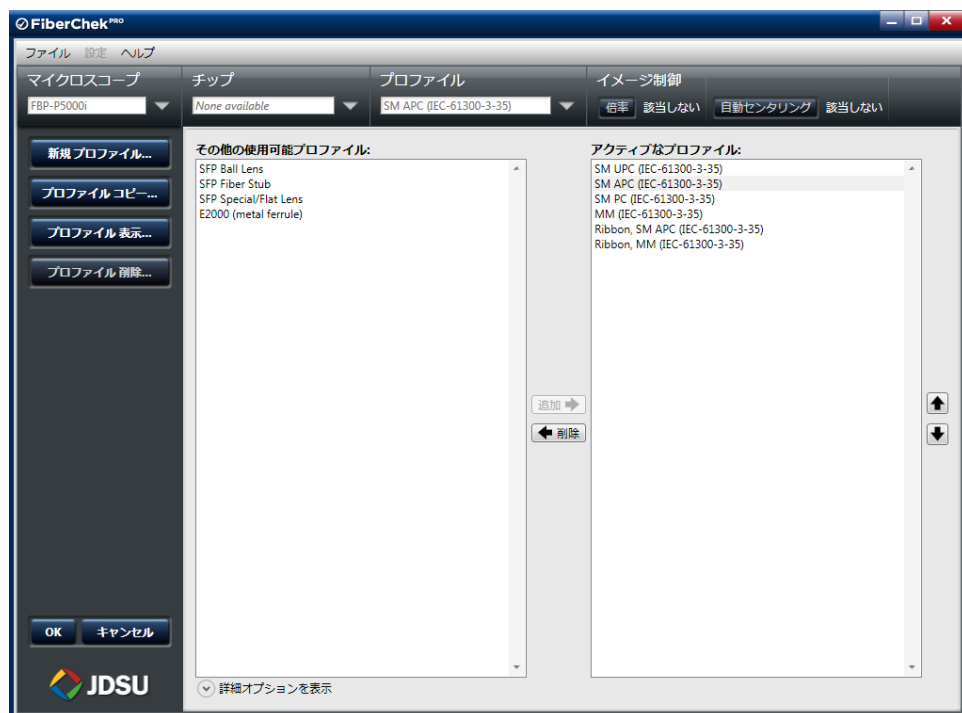 FiberChek PRO
ファイル 設定 ヘルプ
マイクロスコープ チップ プロファイル イメージ制御
FBP-P5000i None available SM APC (IEC-61300-3-35) 倍率 該当しない 自動センタリング 該当しない
新規 プロファイル...
プロファイル コピー...
プロファイル 表示...
プロファイル 削除...
その他の使用可能プロファイル:
SFP Ball Lens
SFP Fiber Stub
SFP Special/Flat Lens
E2000 (metal ferrule)
追加
削除
アクティブなプロファイル:
SM UPC (IEC-61300-3-35)
SM APC (IEC-61300-3-35)
SM PC (IEC-61300-3-35)
MM (IEC-61300-3-35)
Ribbon, SM APC (IEC-61300-3-35)
Ribbon, MM (IEC-61300-3-35)
OK キャンセル
JDSU
詳細オプションを表示